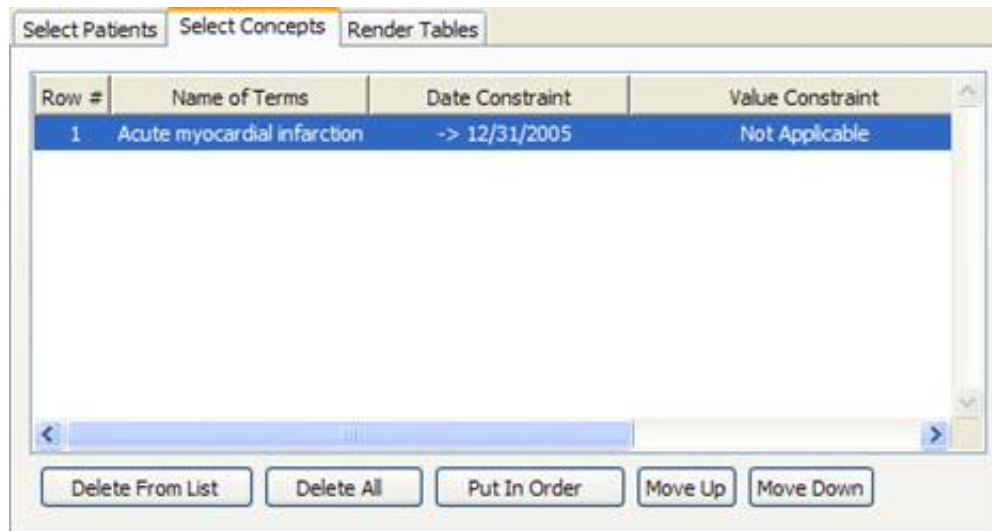 Select Patients Select Concepts Render Tables
Row # Name of Terms Date Constraint Value Constraint
1 Acute myocardial infarction -> 12/31/2005 Not Applicable
Delete From List Delete All Put In Order Move Up Move Down